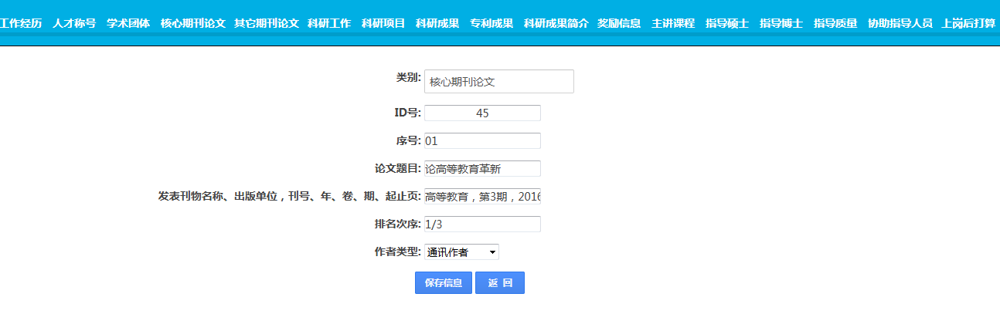 工作经历 人才称号 学术团体 核心期刊论文 其它期刊论文 科研工作 科研项目 科研成果 专利成果 科研成果简介 奖励信息 主讲课程 指导硕士 指导博士 指导质量 协助指导人员 上岗后打算
类别: 核心期刊论文
ID号: 45
序号: 01
论文题目: 论高等教育革新
发表刊物名称、出版单位，刊号、年、卷、期、起止页: 高等教育，第3期，2016
排名次序: 1/3
作者类型: 通讯作者
保存信息 返 回